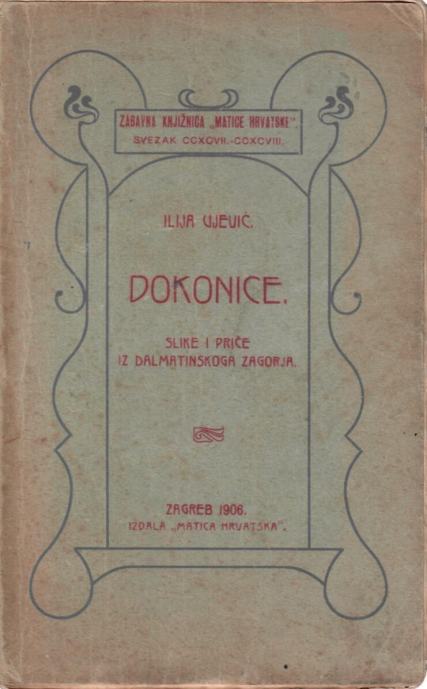 ZABAVNA KNJIŽNICA „MATICE HRVATSKE".
SVEZAK CCXCVII.-CCXCVIII.
ILIJA UJEVIĆ.
DOKONICE.
SLIKE I PRIČE
IZ DALMATINSKOGA ZAGORJA.
ZAGREB 1906.
IZDALA „MATICA HRVATSKA".